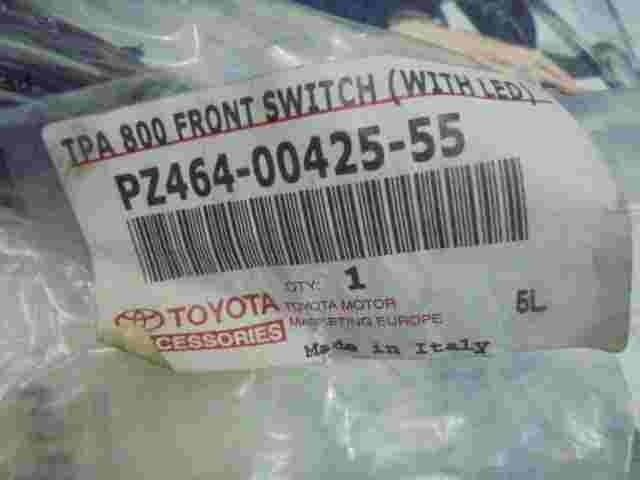 TPA 800 FRONT SWITCH (WITH LED)
PZ464-00425-55
QTY: 1
TOYOTA
ACCESSORIES
TOYOTA MOTOR
MARKETING EUROPE
5L
Made in Italy